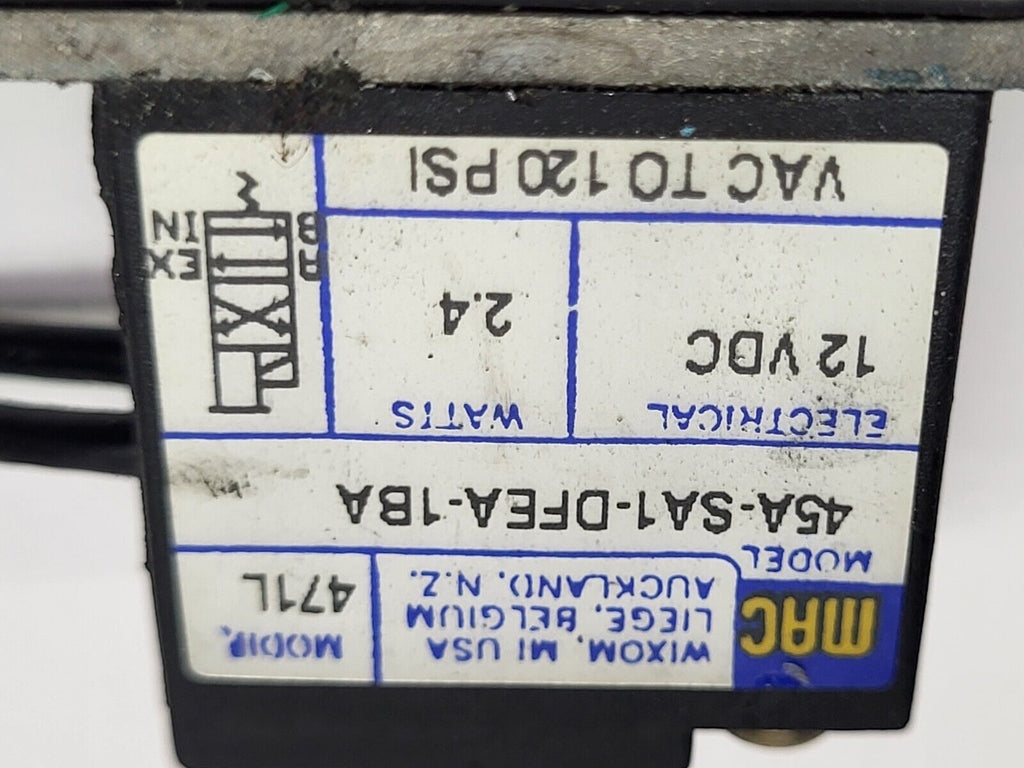 MAC
WIXOM, MI USA
LIEGE, BELGIUM
AUCKLAND, N.Z.
MODIF.
471L
MODEL
45A-SA1-DFEA-1BA
ELECTRICAL
12 VDC
WATTS
2.4
VAC TO 120 PSI
A EX
B IN